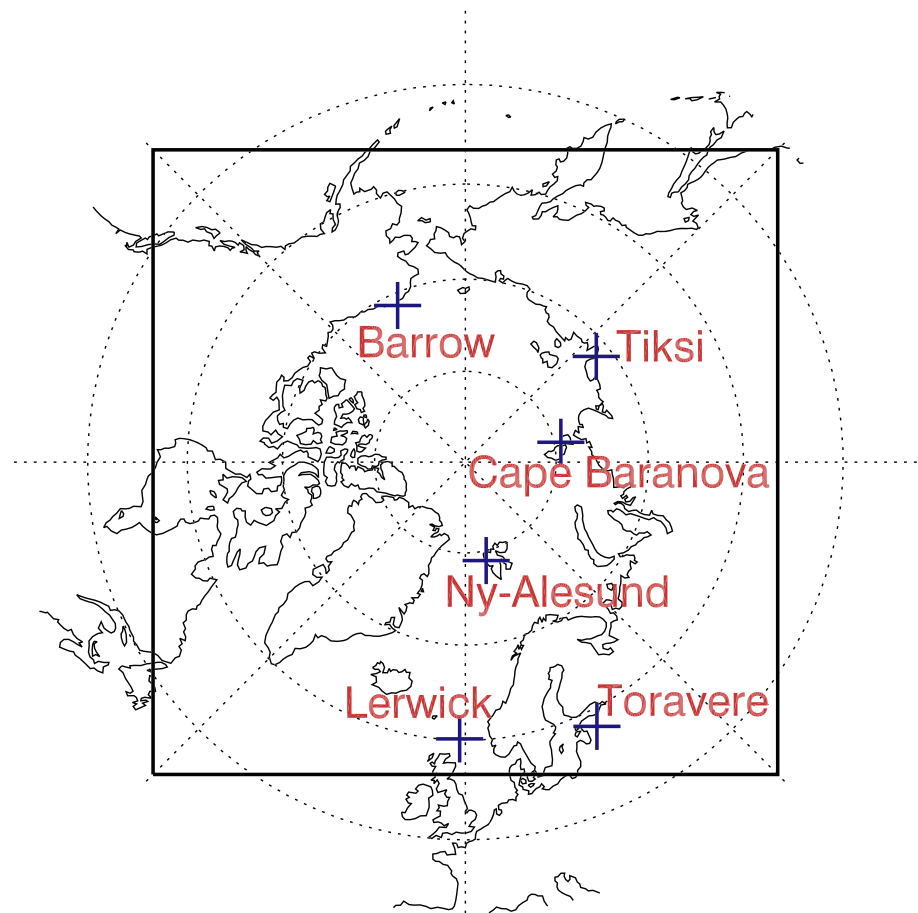 Barrow
Tiksi
Cape Baranova
Ny-Alesund
Lerwick
Toravere